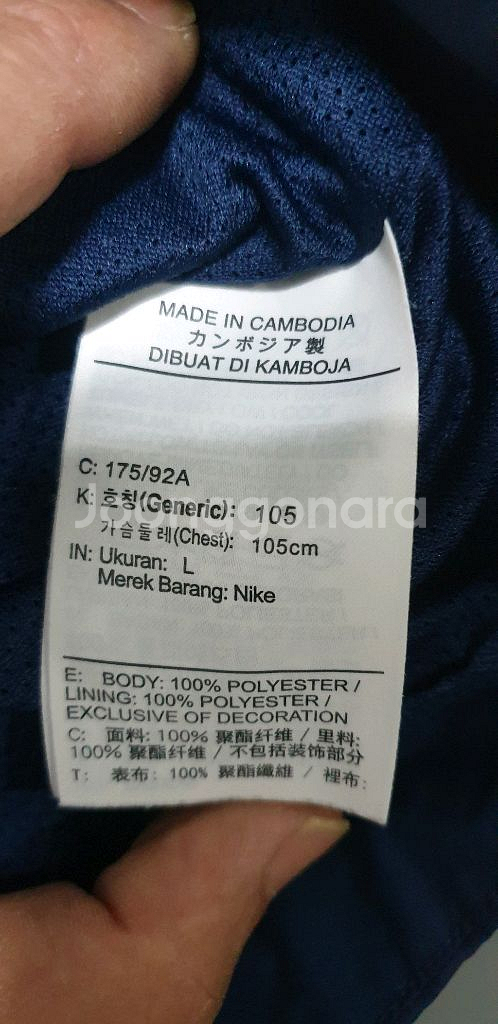 MADE IN CAMBODIA
カンボジア製
DIBUAT DI KAMBOJA
C: 175/92A
K: 호칭(Generic): 105
Joonggonara
가슴둘레(Chest): 105cm
IN: Ukuran: L
Merek Barang: Nike
E: BODY: 100% POLYESTER /
LINING: 100% POLYESTER /
EXCLUSIVE OF DECORATION
C: 面料: 100% 聚酯纤维 / 里料:
100% 聚酯纤维 / 不包括装饰部分
T: 表布: 100% 聚酯纖維 / 裡布: